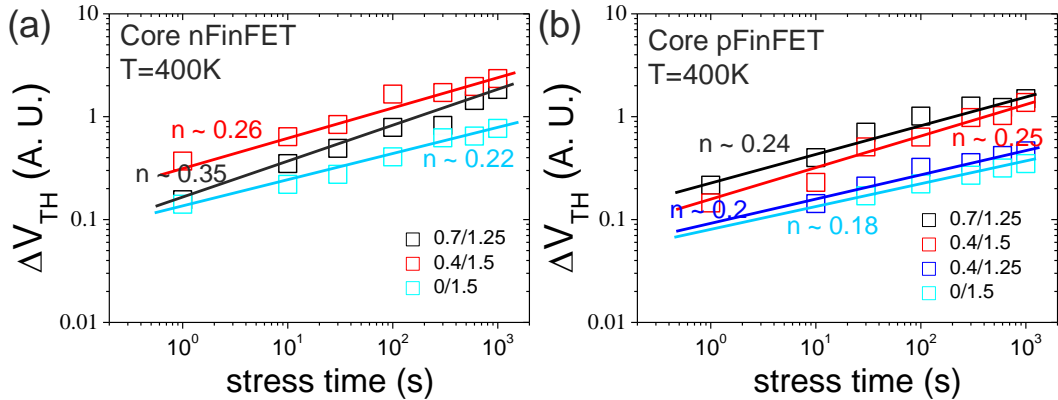 (a)
Core nFinFET
T=400K
n ~ 0.26
n ~ 0.35
n ~ 0.22
0.7/1.25
0.4/1.5
0/1.5
10
1
0.1
0.01
ΔV_TH (A. U.)
10^0 10^1 10^2 10^3
stress time (s)
(b)
Core pFinFET
T=400K
n ~ 0.24
n ~ 0.25
n ~ 0.2
n ~ 0.18
0.7/1.25
0.4/1.5
0.4/1.25
0/1.5
10
1
0.1
0.01
ΔV_TH (A. U.)
10^0 10^1 10^2 10^3
stress time (s)